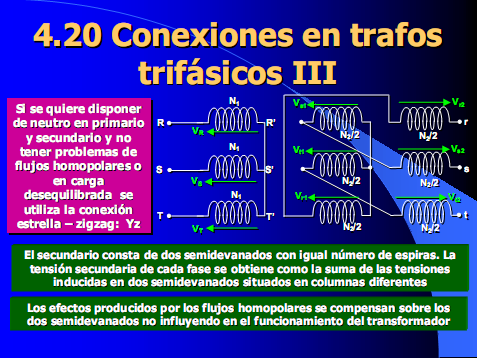 4.20 Conexiones en trafos
trifásicos III
Si se quiere disponer
de neutro en primario
y secundario y no
tener problemas de
flujos homopolares o
en carga
desequilibrada se
utiliza la conexión
estrella – zigzag: Yz
N1
R
R'
VR
N1
S
S'
VS
N1
T
T'
VT
N2/2
Vr2
r
N2/2
Vt1
Vs2
s
N2/2
N2/2
Vr1
t
N2/2
N2/2
El secundario consta de dos semidevanados con igual número de espiras. La
tensión secundaria de cada fase se obtiene como la suma de las tensiones
inducidas en dos semidevanados situados en columnas diferentes
Los efectos producidos por los flujos homopolares se compensan sobre los
dos semidevanados no influyendo en el funcionamiento del transformador